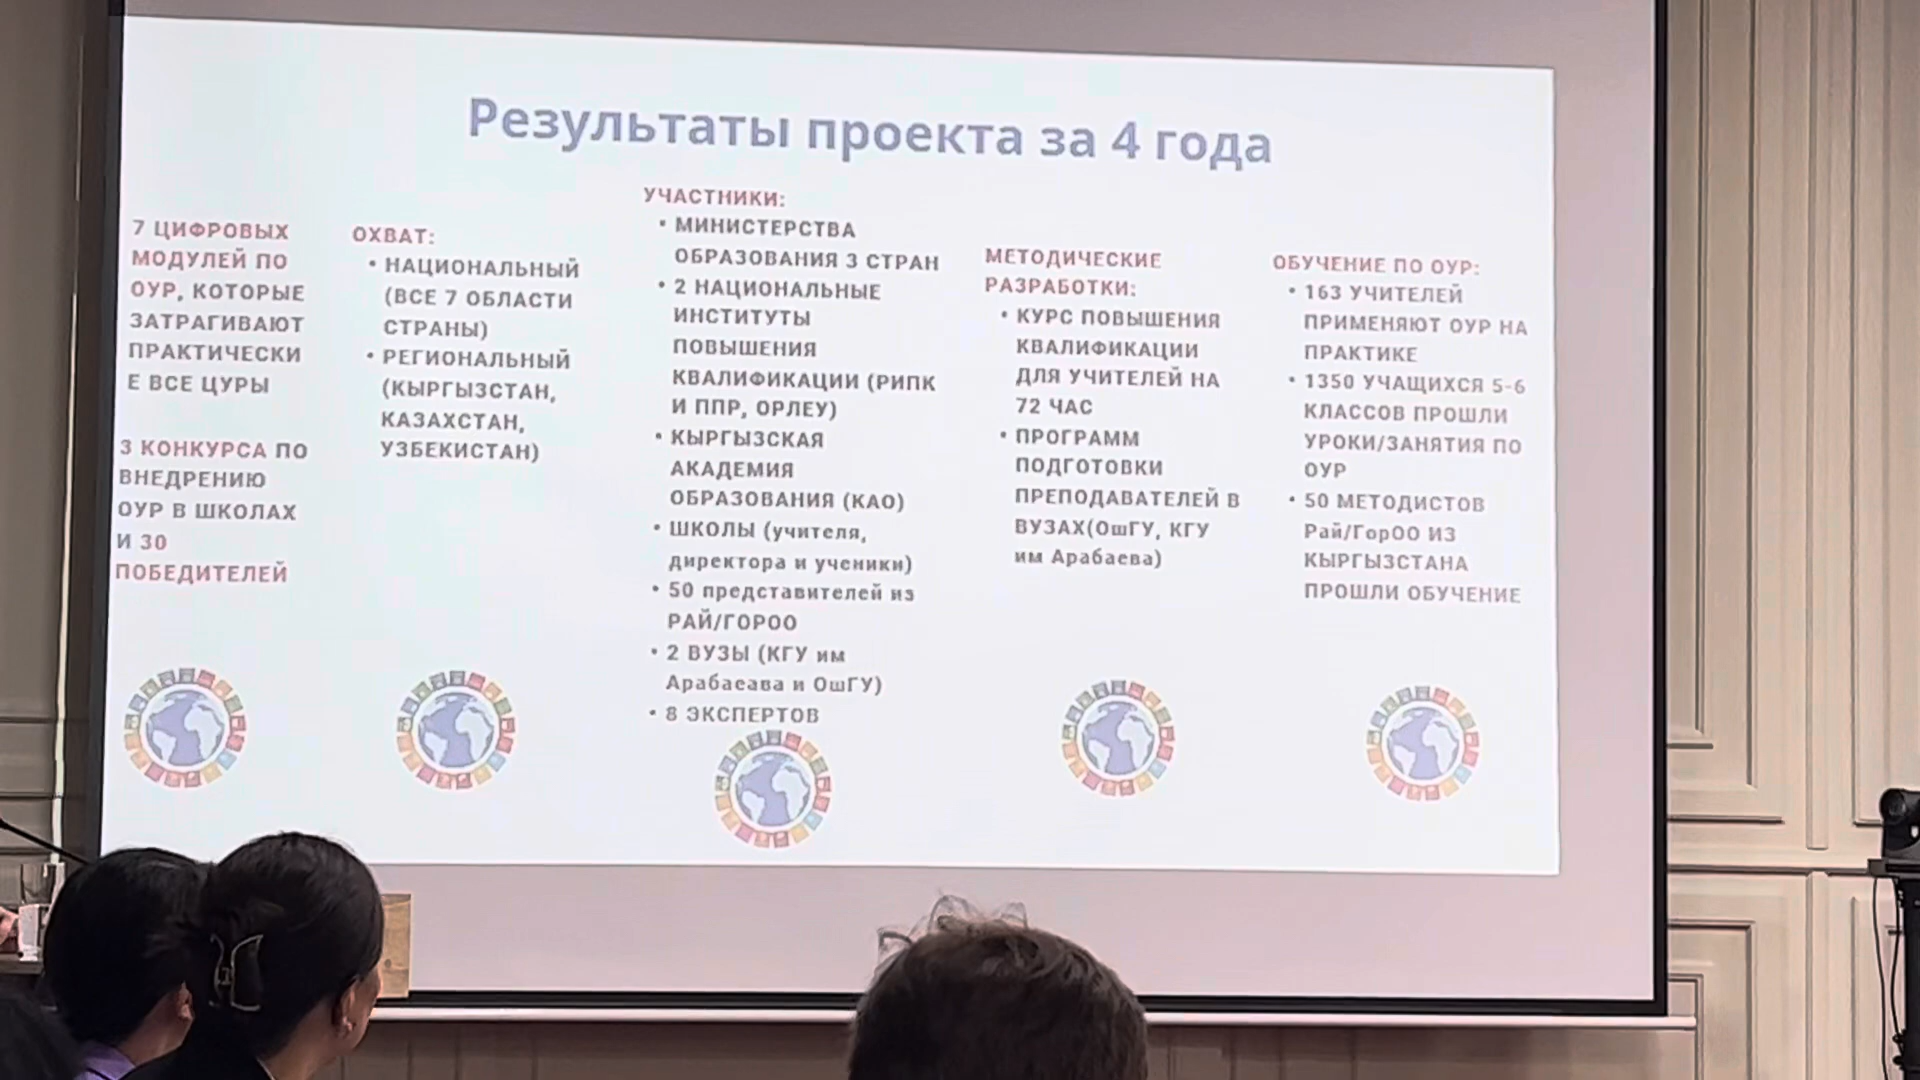 Результаты проекта за 4 года
7 ЦИФРОВЫХ
МОДУЛЕЙ ПО
ОУР, КОТОРЫЕ
ЗАТРАГИВАЮТ
ПРАКТИЧЕСКИ
Е ВСЕ ЦУРЫ
3 КОНКУРСА ПО
ВНЕДРЕНИЮ
ОУР В ШКОЛАХ
И 30
ПОБЕДИТЕЛЕЙ
ОХВАТ:
• НАЦИОНАЛЬНЫЙ
(ВСЕ 7 ОБЛАСТИ
СТРАНЫ)
• РЕГИОНАЛЬНЫЙ
(КЫРГЫЗСТАН,
КАЗАХСТАН,
УЗБЕКИСТАН)
УЧАСТНИКИ:
• МИНИСТЕРСТВА
ОБРАЗОВАНИЯ 3 СТРАН
• 2 НАЦИОНАЛЬНЫЕ
ИНСТИТУТЫ
ПОВЫШЕНИЯ
КВАЛИФИКАЦИИ (РИПК
И ППР, ОРЛЕУ)
• КЫРГЫЗСКАЯ
АКАДЕМИЯ
ОБРАЗОВАНИЯ (КАО)
• ШКОЛЫ (учителя,
директора и ученики)
• 50 представителей из
РАЙ/ГОРОО
• 2 ВУЗЫ (КГУ им
Арабаеава и ОшГУ)
• 8 ЭКСПЕРТОВ
МЕТОДИЧЕСКИЕ
РАЗРАБОТКИ:
• КУРС ПОВЫШЕНИЯ
КВАЛИФИКАЦИИ
ДЛЯ УЧИТЕЛЕЙ НА
72 ЧАС
• ПРОГРАММ
ПОДГОТОВКИ
ПРЕПОДАВАТЕЛЕЙ В
ВУЗАХ(ОшГУ, КГУ
им Арабаева)
ОБУЧЕНИЕ ПО ОУР:
• 163 УЧИТЕЛЕЙ
ПРИМЕНЯЮТ ОУР НА
ПРАКТИКЕ
• 1350 УЧАЩИХСЯ 5-6
КЛАССОВ ПРОШЛИ
УРОКИ/ЗАНЯТИЯ ПО
ОУР
• 50 МЕТОДИСТОВ
Рай/ГорОО ИЗ
КЫРГЫЗСТАНА
ПРОШЛИ ОБУЧЕНИЕ